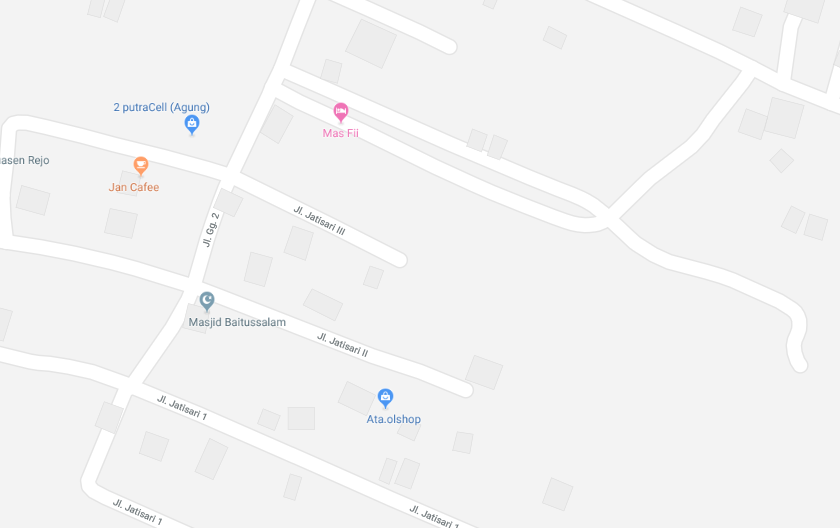 2 putraCell (Agung)
Mas Fii
asen Rejo
Jan Cafee
Jl. Jatisari III
Jl. Gg. 2
Masjid Baitussalam
Jl. Jatisari II
Jl. Jatisari 1
Ata.olshop
Jl. Jatisari 1
Jl. Jatisari 1